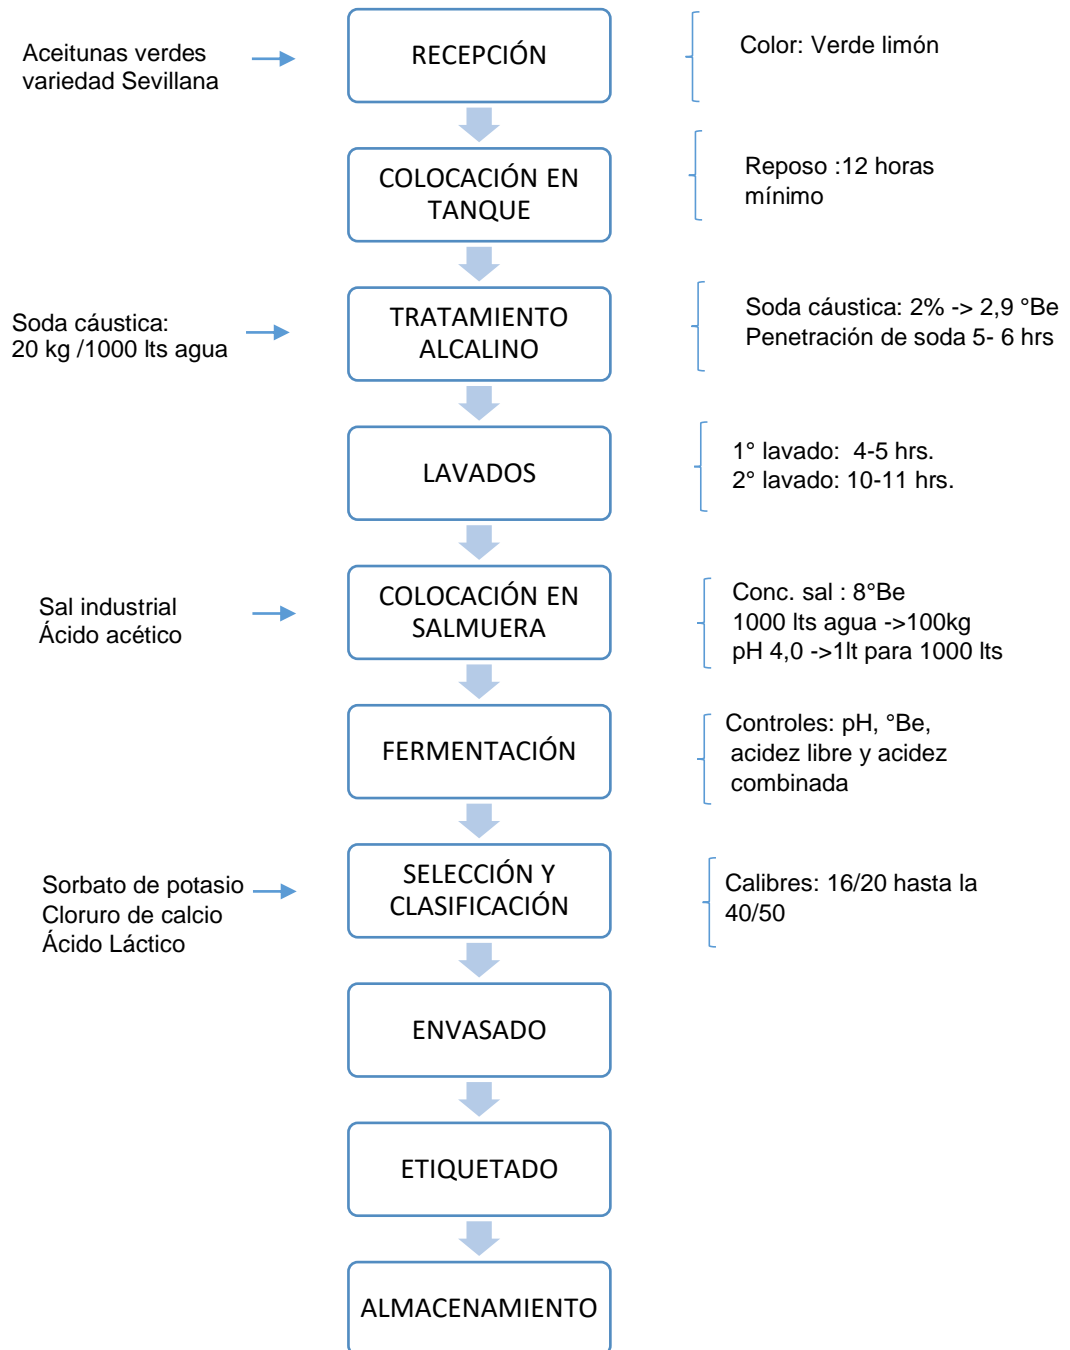 Aceitunas verdes
variedad Sevillana
RECEPCIÓN
Color: Verde limón
COLOCACIÓN EN
TANQUE
Reposo :12 horas
mínimo
Soda cáustica:
20 kg /1000 lts agua
TRATAMIENTO
ALCALINO
Soda cáustica: 2% -> 2,9 °Be
Penetración de soda 5- 6 hrs
LAVADOS
1° lavado: 4-5 hrs.
2° lavado: 10-11 hrs.
Sal industrial
Ácido acético
COLOCACIÓN EN
SALMUERA
Conc. sal : 8°Be
1000 lts agua ->100kg
pH 4,0 ->1lt para 1000 lts
FERMENTACIÓN
Controles: pH, °Be,
acidez libre y acidez
combinada
Sorbato de potasio
Cloruro de calcio
Ácido Láctico
SELECCIÓN Y
CLASIFICACIÓN
Calibres: 16/20 hasta la
40/50
ENVASADO
ETIQUETADO
ALMACENAMIENTO